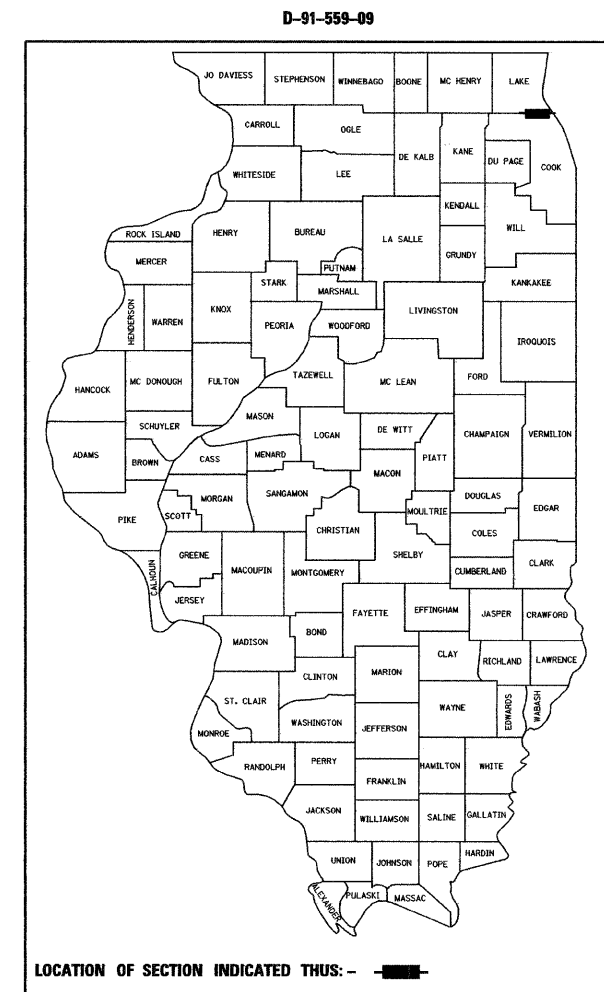 D-91-559-09
JO DAVIESS
STEPHENSON
WINNEBAGO
BOONE
MC HENRY
LAKE
CARROLL
OGLE
DE KALB
KANE
DU PAGE
COOK
WHITESIDE
LEE
KENDALL
ROCK ISLAND
HENRY
BUREAU
LA SALLE
WILL
MERCER
PUTNAM
GRUNDY
STARK
MARSHALL
KANKAKEE
HENDERSON
WARREN
KNOX
PEORIA
WOODFORD
LIVINGSTON
IROQUOIS
HANCOCK
MC DONOUGH
FULTON
TAZEWELL
MC LEAN
FORD
MASON
SCHUYLER
LOGAN
DE WITT
CHAMPAIGN
VERMILION
ADAMS
BROWN
CASS
MENARD
PIATT
MACON
MORGAN
SANGAMON
DOUGLAS
SCOTT
MOULTRIE
EDGAR
PIKE
CHRISTIAN
COLES
GREENE
MACOUPIN
MONTGOMERY
SHELBY
CLARK
CUMBERLAND
CALHOUN
JERSEY
FAYETTE
EFFINGHAM
JASPER
CRAWFORD
MADISON
BOND
CLAY
RICHLAND
LAWRENCE
MARION
CLINTON
ST. CLAIR
WAYNE
EDWARDS
WABASH
WASHINGTON
JEFFERSON
MONROE
PERRY
HAMILTON
WHITE
RANDOLPH
FRANKLIN
JACKSON
WILLIAMSON
SALINE
GALLATIN
UNION
JOHNSON
POPE
HARDIN
ALEXANDER
PULASKI
MASSAC
LOCATION OF SECTION INDICATED THUS: -